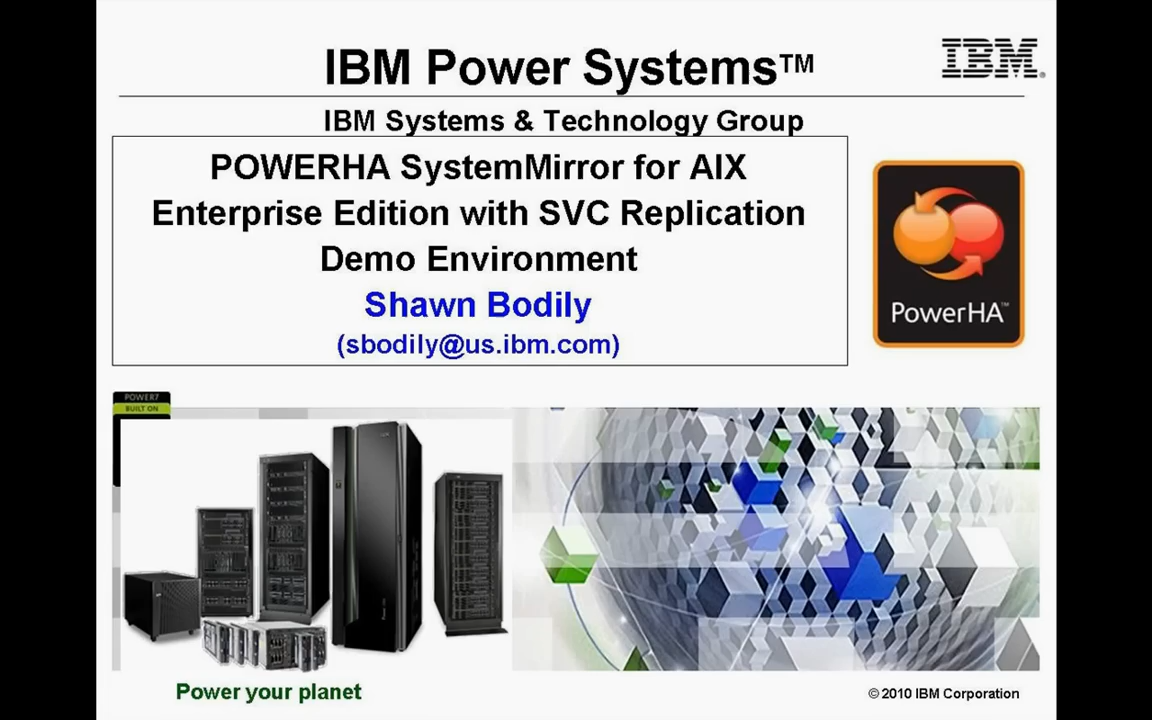 IBM Power Systems™
IBM.
IBM Systems & Technology Group
POWERHA SystemMirror for AIX
Enterprise Edition with SVC Replication
Demo Environment
Shawn Bodily
(sbodily@us.ibm.com)
PowerHA™
POWER7
BUILT ON
Power your planet
© 2010 IBM Corporation